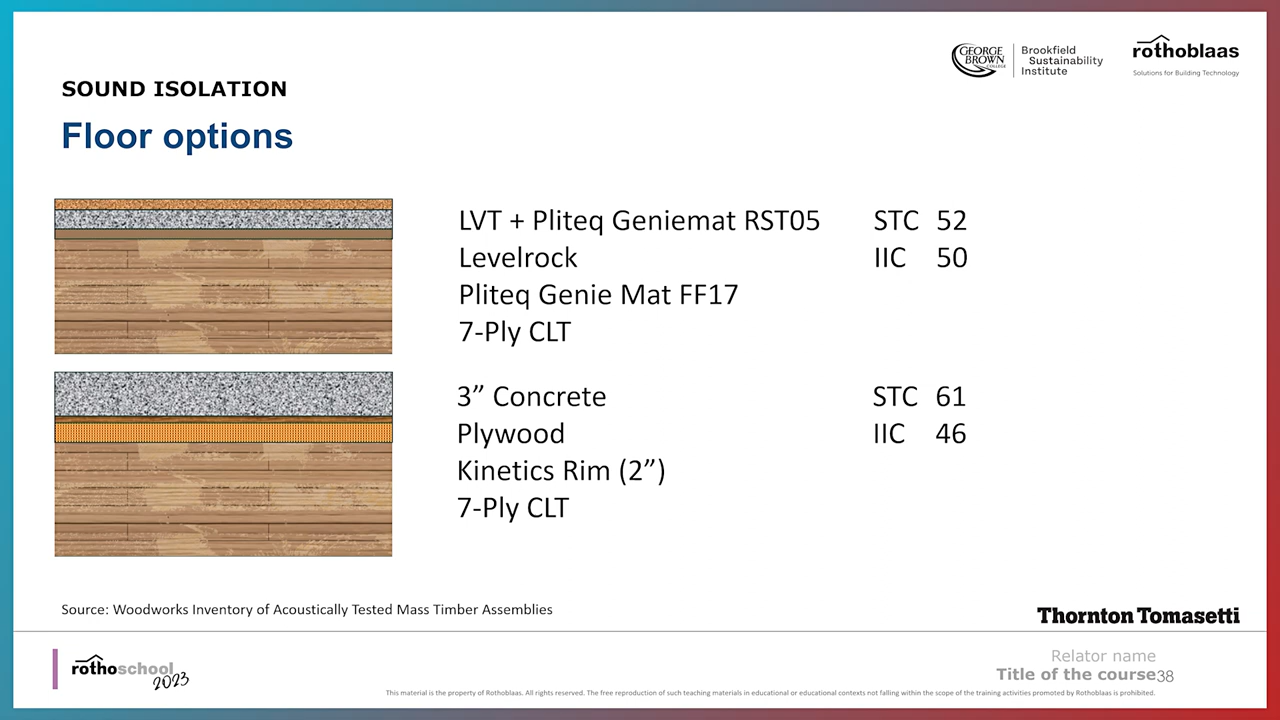 GEORGE BROWN COLLEGE
Brookfield Sustainability Institute
rothoblaas
Solutions for Building Technology
SOUND ISOLATION
Floor options
LVT + Pliteq Geniemat RST05 STC 52
Levelrock IIC 50
Pliteq Genie Mat FF17
7-Ply CLT
3” Concrete STC 61
Plywood IIC 46
Kinetics Rim (2”)
7-Ply CLT
Source: Woodworks Inventory of Acoustically Tested Mass Timber Assemblies
Thornton Tomasetti
rothoschool
2023
Relator name
Title of the course38
This material is the property of Rothoblaas. All rights reserved. The free reproduction of such teaching materials in educational or educational contexts not falling within the scope of the training activities promoted by Rothoblaas is prohibited.